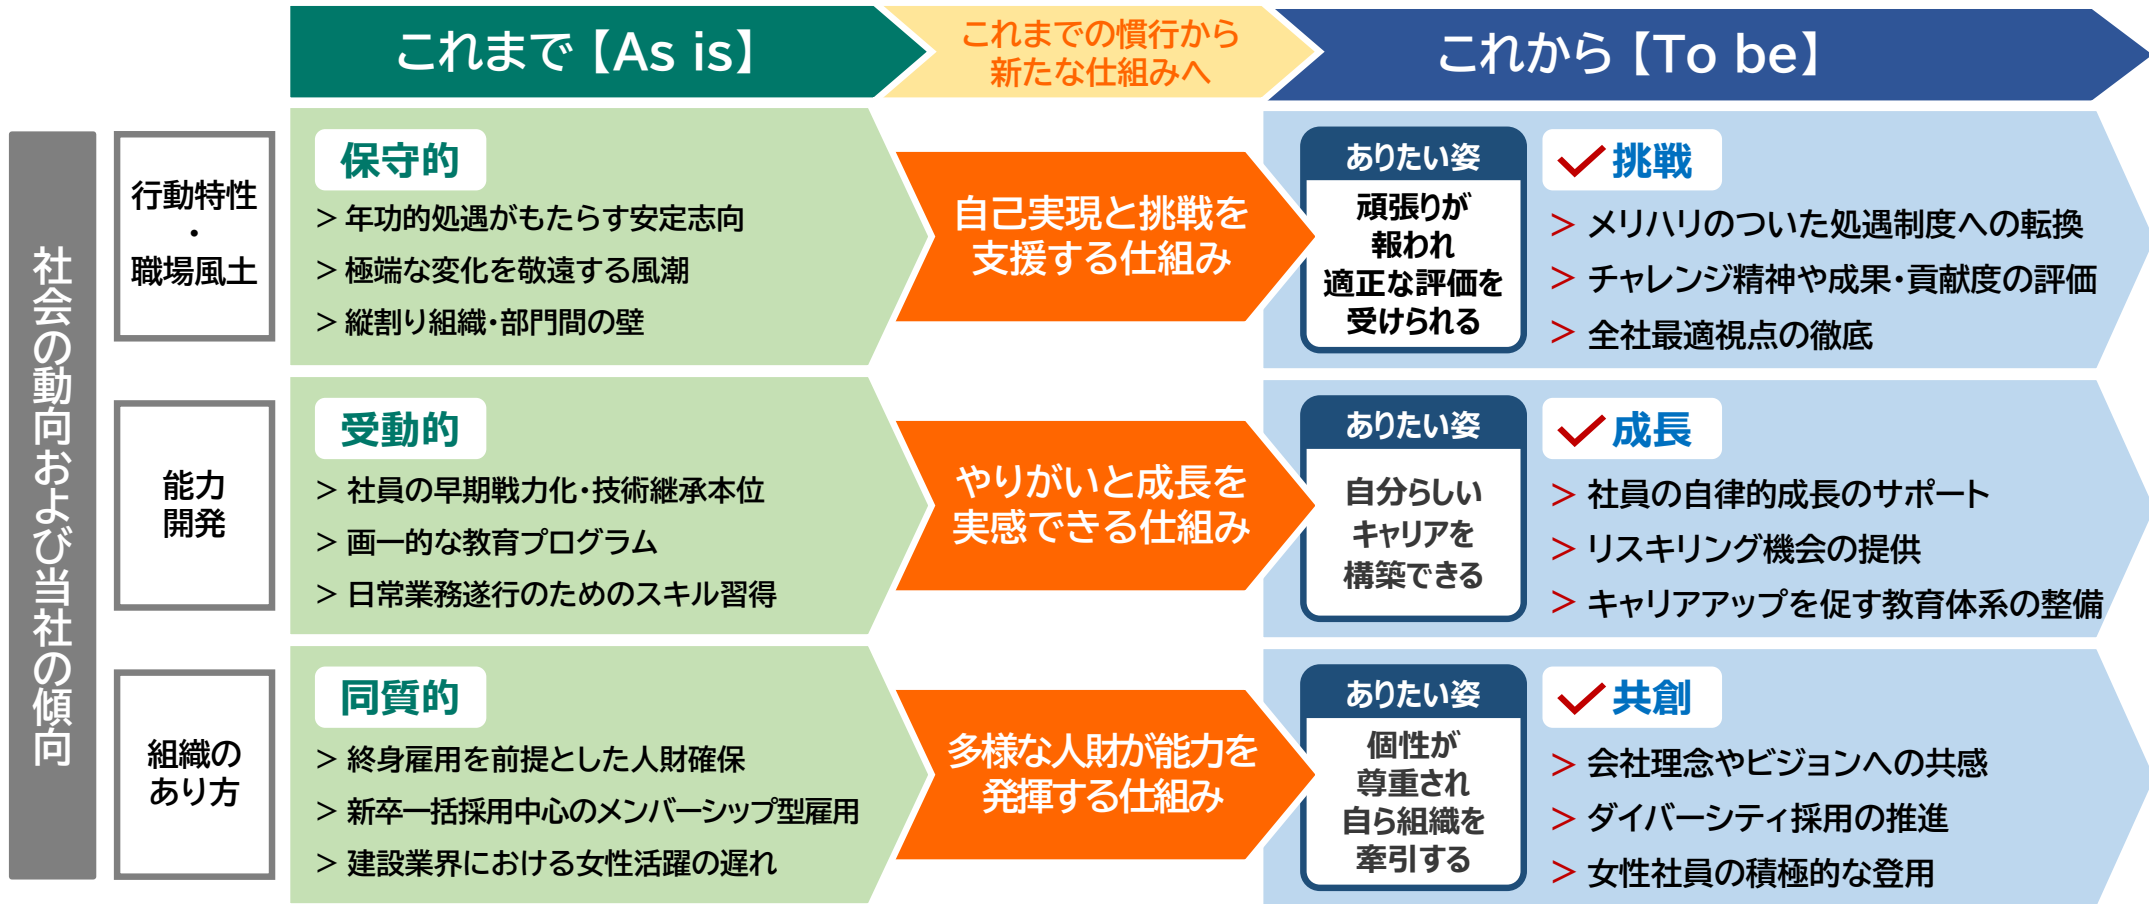 これまで【As is】
これまでの慣行から
新たな仕組みへ
これから【To be】
社会の動向および当社の傾向
行動特性
・
職場風土
保守的
> 年功的処遇がもたらす安定志向
> 極端な変化を敬遠する風潮
> 縦割り組織・部門間の壁
自己実現と挑戦を
支援する仕組み
ありたい姿
頑張りが
報われ
適正な評価を
受けられる
✓挑戦
> メリハリのついた処遇制度への転換
> チャレンジ精神や成果・貢献度の評価
> 全社最適視点の徹底
能力
開発
受動的
> 社員の早期戦力化・技術継承本位
> 画一的な教育プログラム
> 日常業務遂行のためのスキル習得
やりがいと成長を
実感できる仕組み
ありたい姿
自分らしい
キャリアを
構築できる
✓成長
> 社員の自律的成長のサポート
> リスキリング機会の提供
> キャリアアップを促す教育体系の整備
組織の
あり方
同質的
> 終身雇用を前提とした人財確保
> 新卒一括採用中心のメンバーシップ型雇用
> 建設業界における女性活躍の遅れ
多様な人財が能力を
発揮する仕組み
ありたい姿
個性が
尊重され
自ら組織を
牽引する
✓共創
> 会社理念やビジョンへの共感
> ダイバーシティ採用の推進
> 女性社員の積極的な登用